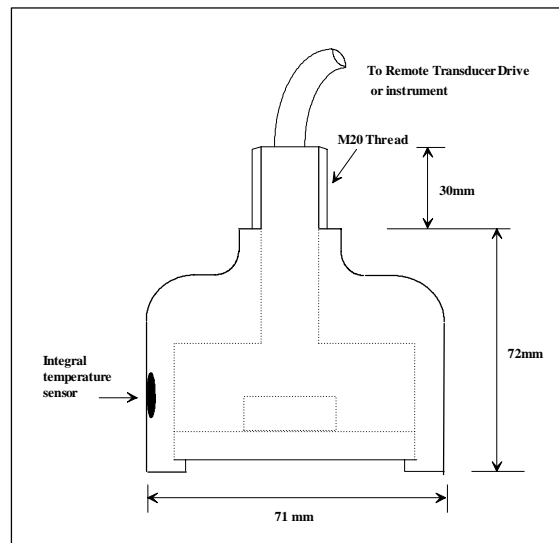 To Remote Transducer Drive
or instrument
M20 Thread
30mm
72mm
Integral
temperature
sensor
71 mm